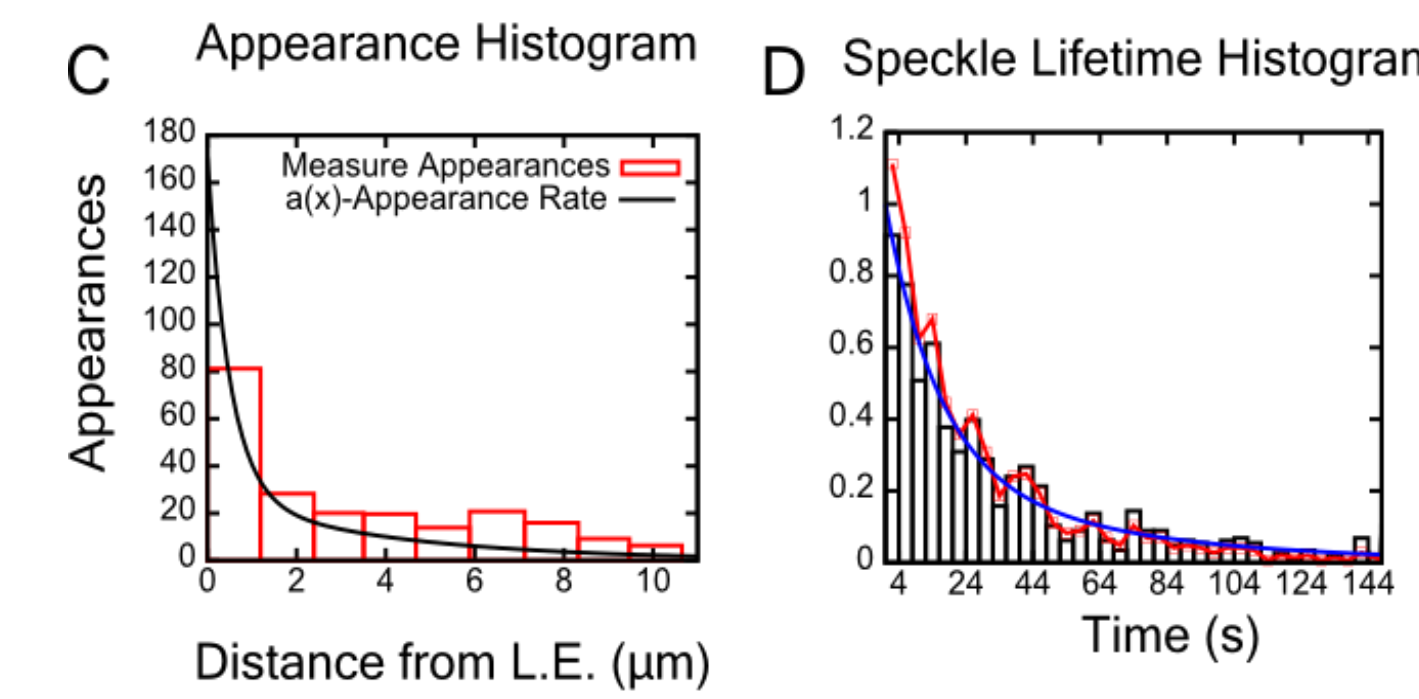 C
Appearance Histogram
Appearances
180
160
140
120
100
80
60
40
20
0
Measure Appearances
a(x)-Appearance Rate
0 2 4 6 8 10
Distance from L.E. (µm)
D
Speckle Lifetime Histogram
1.2
1
0.8
0.6
0.4
0.2
0
4 24 44 64 84 104 124 144
Time (s)